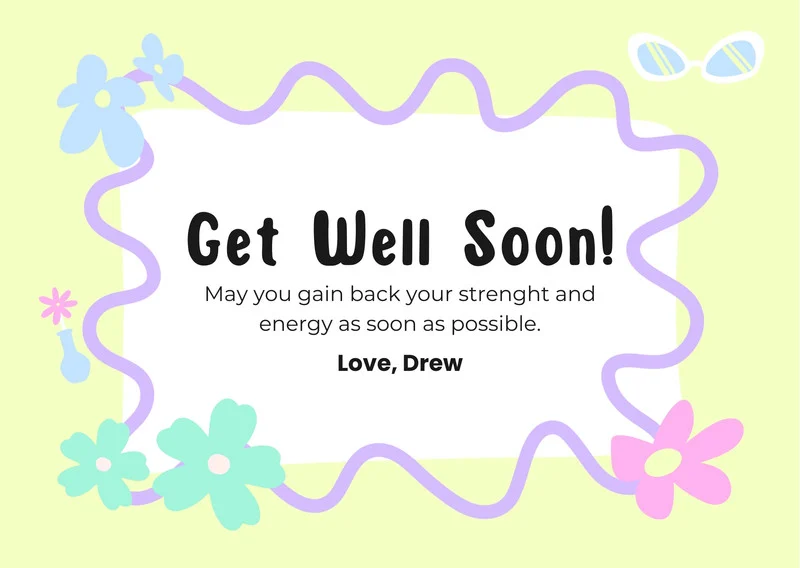 Get Well Soon!
May you gain back your strenght and
energy as soon as possible.
Love, Drew